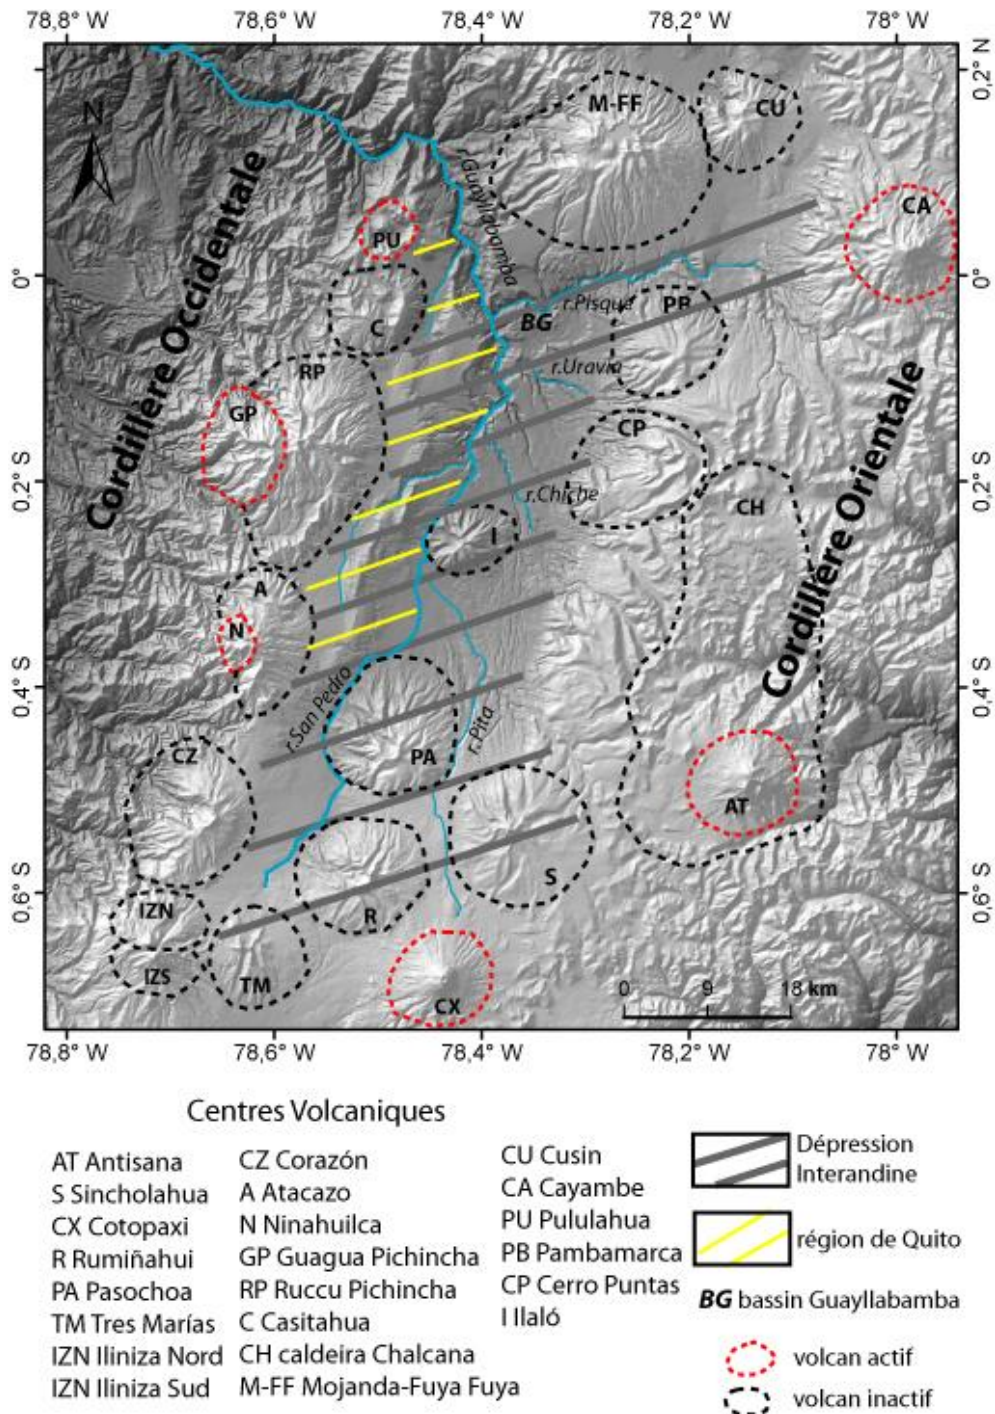 78,8° W 78,6° W 78,4° W 78,2° W 78° W
0,2° N
0°
0,2° S
0,4° S
0,6° S
0°
0,2° S
0,4° S
0,6° S
N
M-FF
CU
CA
PU
r.Guayllabamba
Cordillère Occidentale
C
BG
r.Pisque
PB
RP
r.Uravia
GP
CP
Cordillère Orientale
r.Chiche
CH
I
A
N
r.San Pedro
r.Pita
PA
CZ
AT
S
R
IZN
IZS
TM
CX
0 9 18 km
78,8° W 78,6° W 78,4° W 78,2° W 78° W
Centres Volcaniques
AT Antisana
S Sincholahua
CX Cotopaxi
R Rumiñahui
PA Pasochoa
TM Tres Marías
IZN Iliniza Nord
IZN Iliniza Sud
CZ Corazón
A Atacazo
N Ninahuilca
GP Guagua Pichincha
RP Ruccu Pichincha
C Casitahua
CH caldeira Chalcana
M-FF Mojanda-Fuya Fuya
CU Cusin
CA Cayambe
PU Pululahua
PB Pambamarca
CP Cerro Puntas
I Ilaló
Dépression
Interandine
région de Quito
BG bassin Guayllabamba
volcan actif
volcan inactif